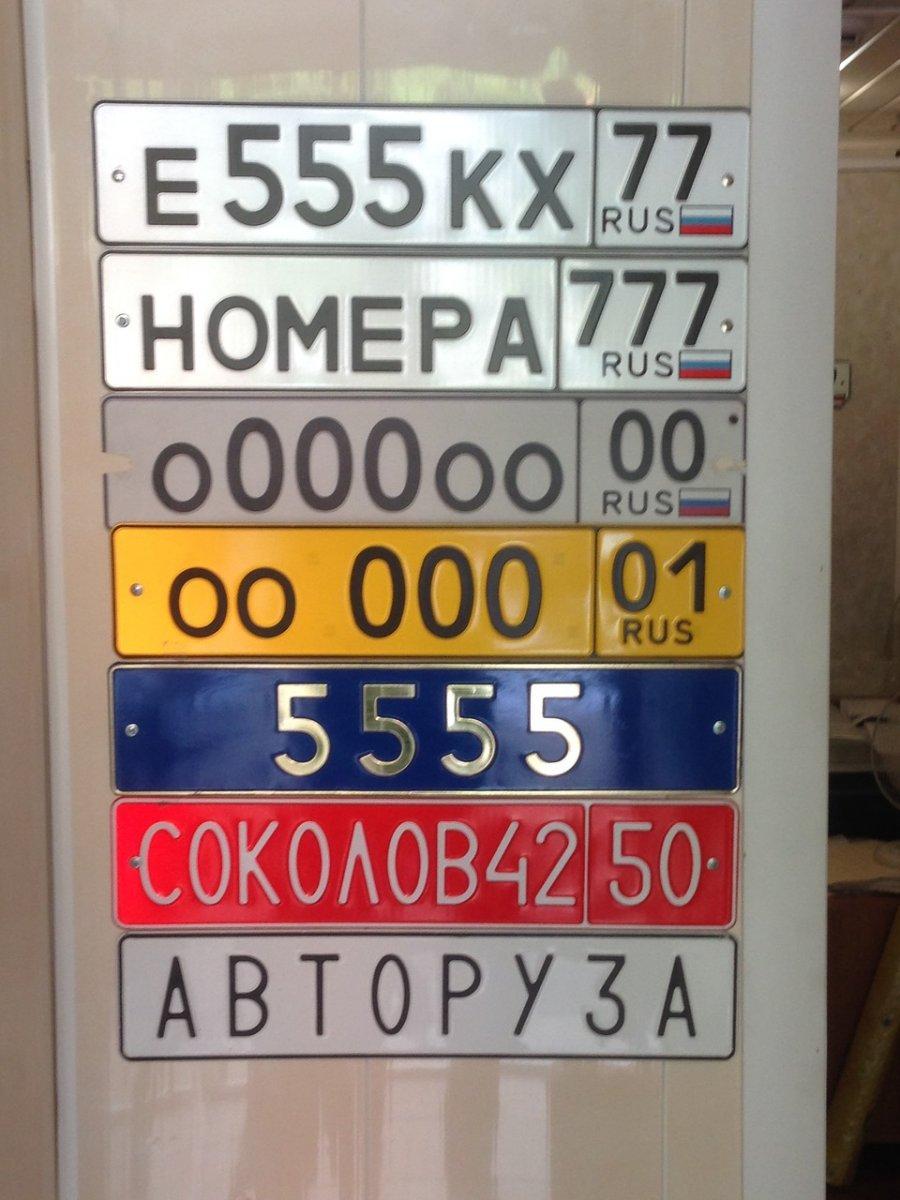 Е555КХ 77
RUS
НОМЕРА 777
RUS
о000оо 00
RUS
оо 000 01
RUS
5555
СОКОЛОВ42 50
АВТОРУЗА